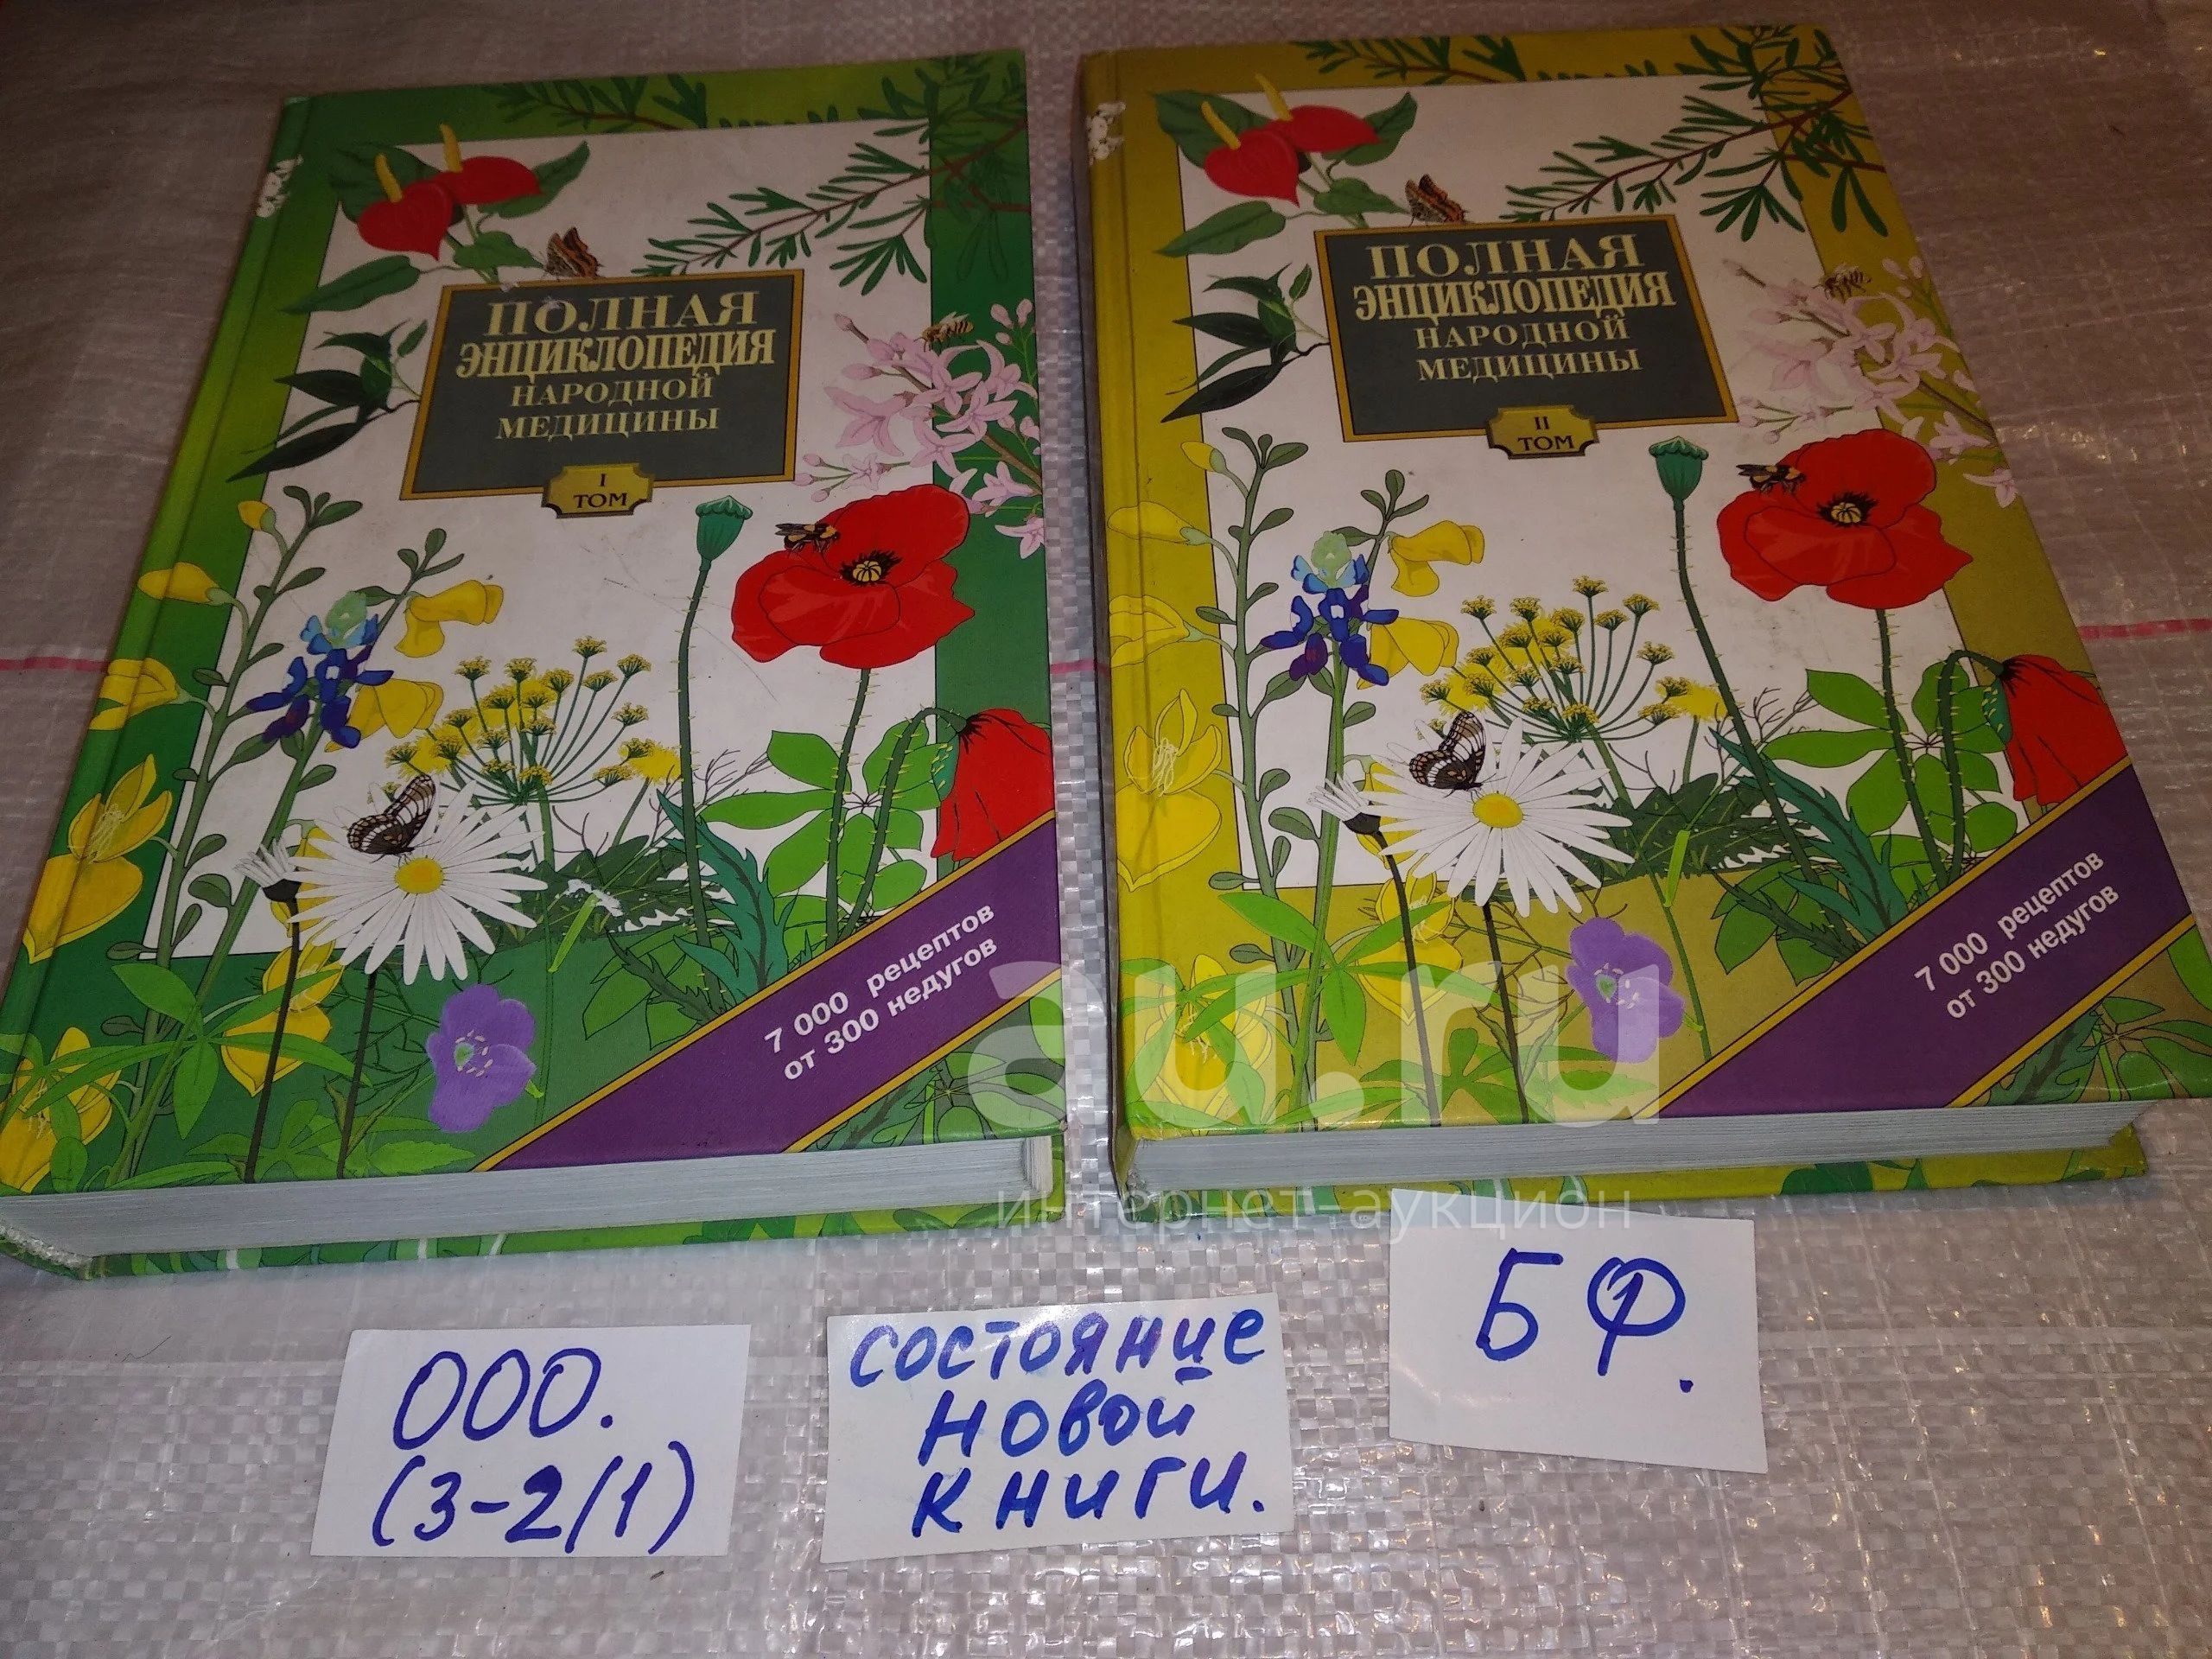 ПОЛНАЯ
ЭНЦИКЛОПЕДИЯ
НАРОДНОЙ
МЕДИЦИНЫ
I
ТОМ
7 000 рецептов
от 300 недугов
ПОЛНАЯ
ЭНЦИКЛОПЕДИЯ
НАРОДНОЙ
МЕДИЦИНЫ
II
ТОМ
7 000 рецептов
от 300 недугов
au.ru
интернет-аукцион
ООО.
(3-2/1)
состояние
новой
книги.
БФ.